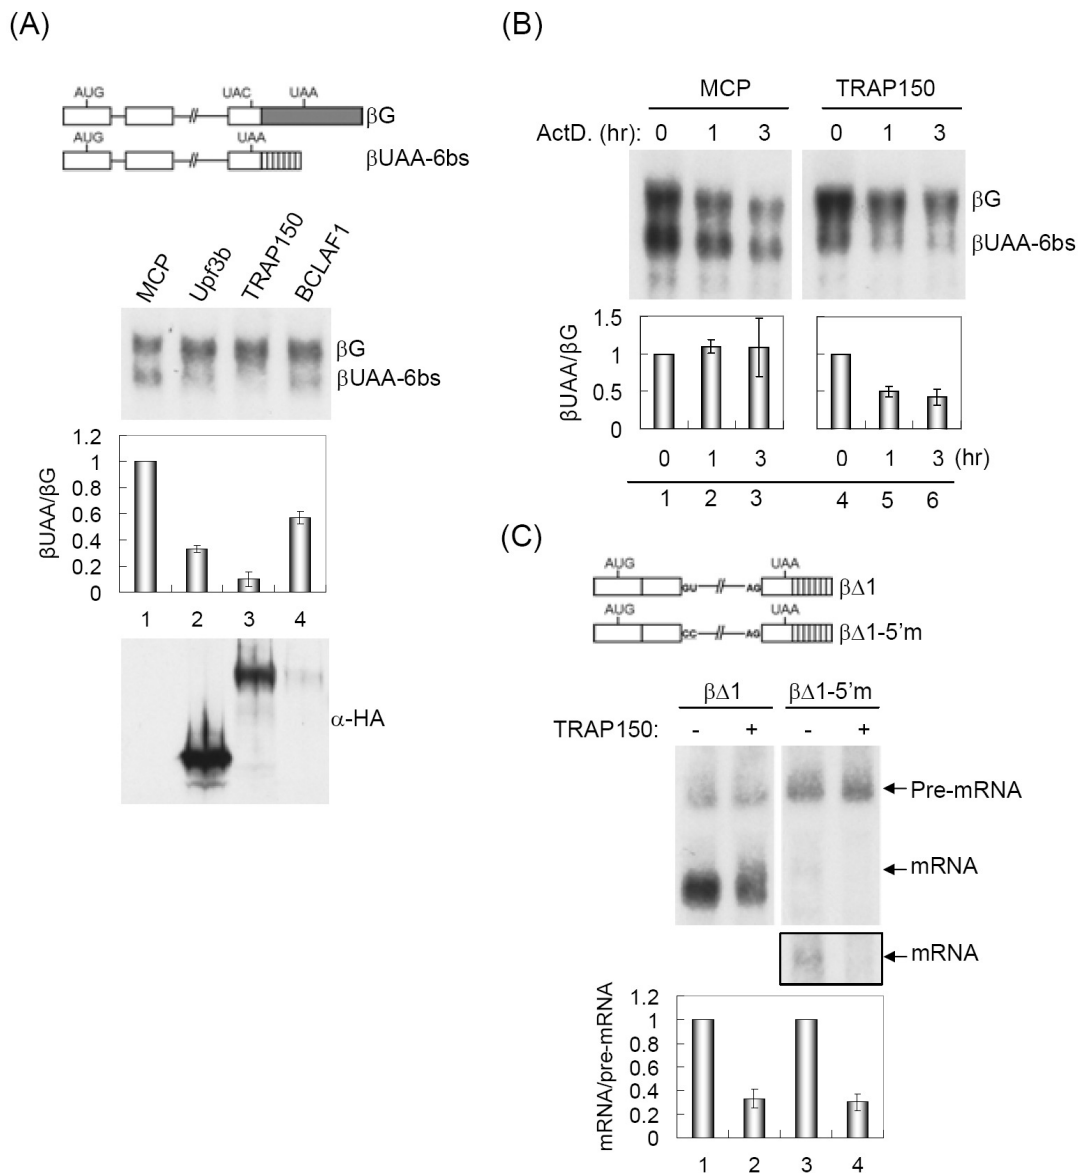 (A)
AUG UAC UAA
βG
AUG UAA
βUAA-6bs
MCP Upf3b TRAP150 BCLAF1
βG
βUAA-6bs
βUAA/βG
1.2
1
0.8
0.6
0.4
0.2
0
1 2 3 4
α-HA
(B)
MCP TRAP150
ActD. (hr): 0 1 3 0 1 3
βG
βUAA-6bs
βUAA/βG
1.5
1
0.5
0
0 1 3 0 1 3 (hr)
1 2 3 4 5 6
(C)
AUG UAA
GU AG βΔ1
AUG UAA
CC AG βΔ1-5'm
βΔ1 βΔ1-5'm
TRAP150: - + - +
Pre-mRNA
mRNA
mRNA
mRNA/pre-mRNA
1.2
1
0.8
0.6
0.4
0.2
0
1 2 3 4